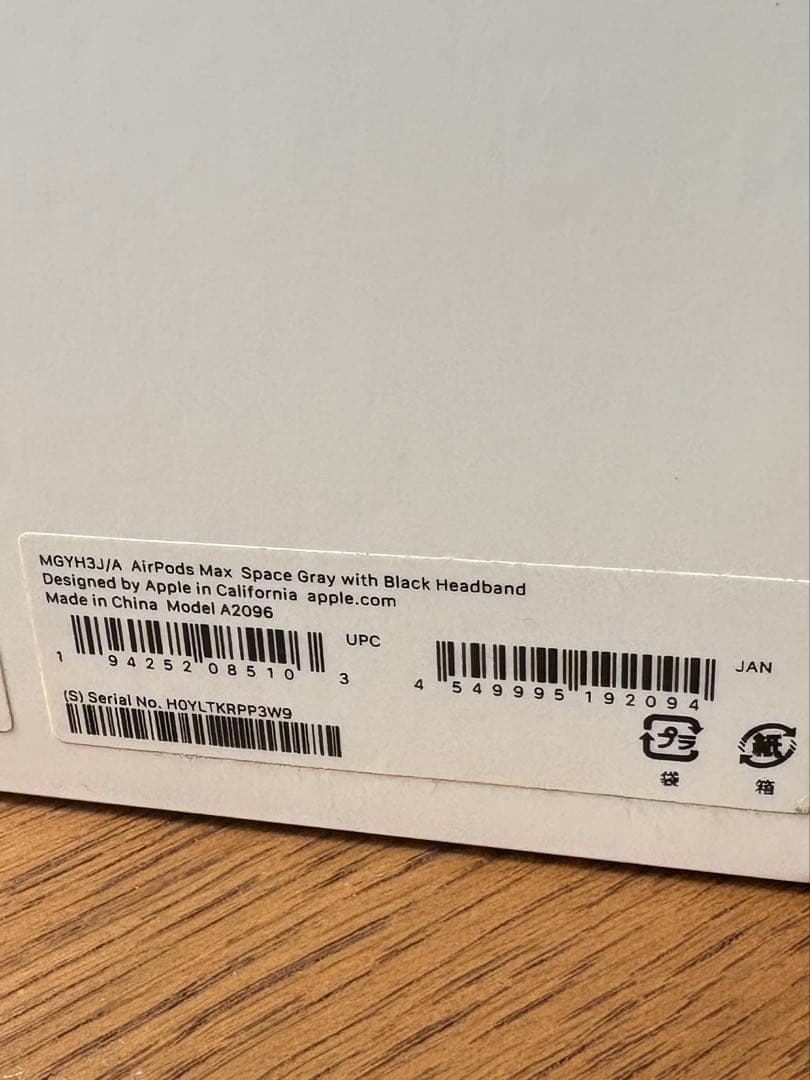 MGYH3J/A AirPods Max Space Gray with Black Headband
Designed by Apple in California apple.com
Made in China Model A2096
UPC
1 94252 08510 3
JAN
4 549995 192094
(S) Serial No. H0YLTKRPP3W9
プラ
袋
紙
箱